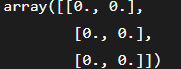 array([[0., 0.],
       [0., 0.],
       [0., 0.]])